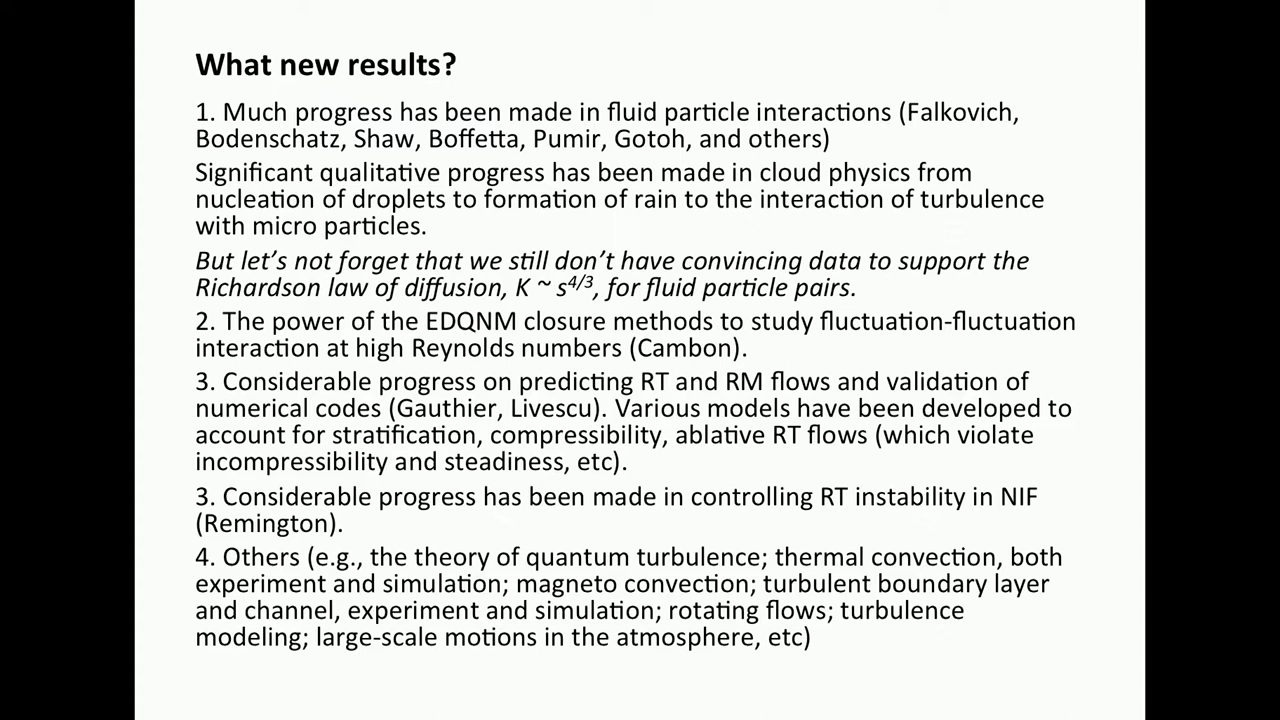 What new results?
1. Much progress has been made in fluid particle interactions (Falkovich,
Bodenschatz, Shaw, Boffetta, Pumir, Gotoh, and others)
Significant qualitative progress has been made in cloud physics from
nucleation of droplets to formation of rain to the interaction of turbulence
with micro particles.
But let's not forget that we still don't have convincing data to support the
Richardson law of diffusion, K ~ s^4/3, for fluid particle pairs.
2. The power of the EDQNM closure methods to study fluctuation-fluctuation
interaction at high Reynolds numbers (Cambon).
3. Considerable progress on predicting RT and RM flows and validation of
numerical codes (Gauthier, Livescu). Various models have been developed to
account for stratification, compressibility, ablative RT flows (which violate
incompressibility and steadiness, etc).
3. Considerable progress has been made in controlling RT instability in NIF
(Remington).
4. Others (e.g., the theory of quantum turbulence; thermal convection, both
experiment and simulation; magneto convection; turbulent boundary layer
and channel, experiment and simulation; rotating flows; turbulence
modeling; large-scale motions in the atmosphere, etc)